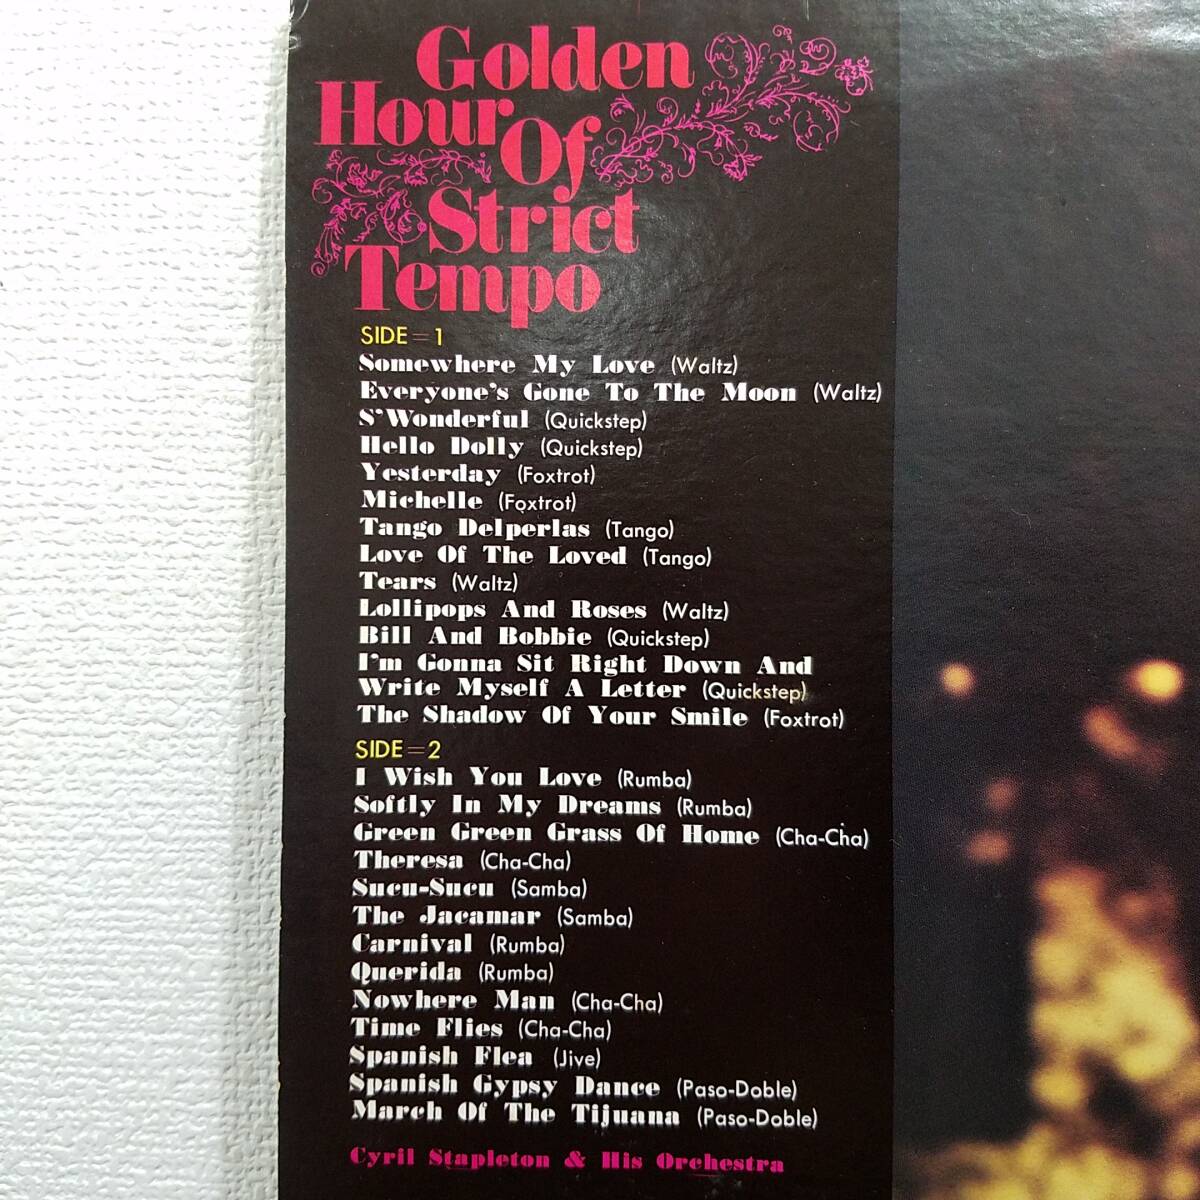 Golden
Hour Of
Strict
Tempo
SIDE=1
Somewhere My Love (Waltz)
Everyone's Gone To The Moon (Waltz)
S'Wonderful (Quickstep)
Hello Dolly (Quickstep)
Yesterday (Foxtrot)
Michelle (Foxtrot)
Tango Delperlas (Tango)
Love Of The Loved (Tango)
Tears (Waltz)
Lollipops And Roses (Waltz)
Bill And Bobbie (Quickstep)
I'm Gonna Sit Right Down And
Write Myself A Letter (Quickstep)
The Shadow Of Your Smile (Foxtrot)
SIDE=2
I Wish You Love (Rumba)
Softly In My Dreams (Rumba)
Green Green Grass Of Home (Cha-Cha)
Theresa (Cha-Cha)
Sucu-Sucu (Samba)
The Jacamar (Samba)
Carnival (Rumba)
Querida (Rumba)
Nowhere Man (Cha-Cha)
Time Flies (Cha-Cha)
Spanish Flea (Jive)
Spanish Gypsy Dance (Paso-Doble)
March Of The Tijuana (Paso-Doble)
Cyril Stapleton & His Orchestra